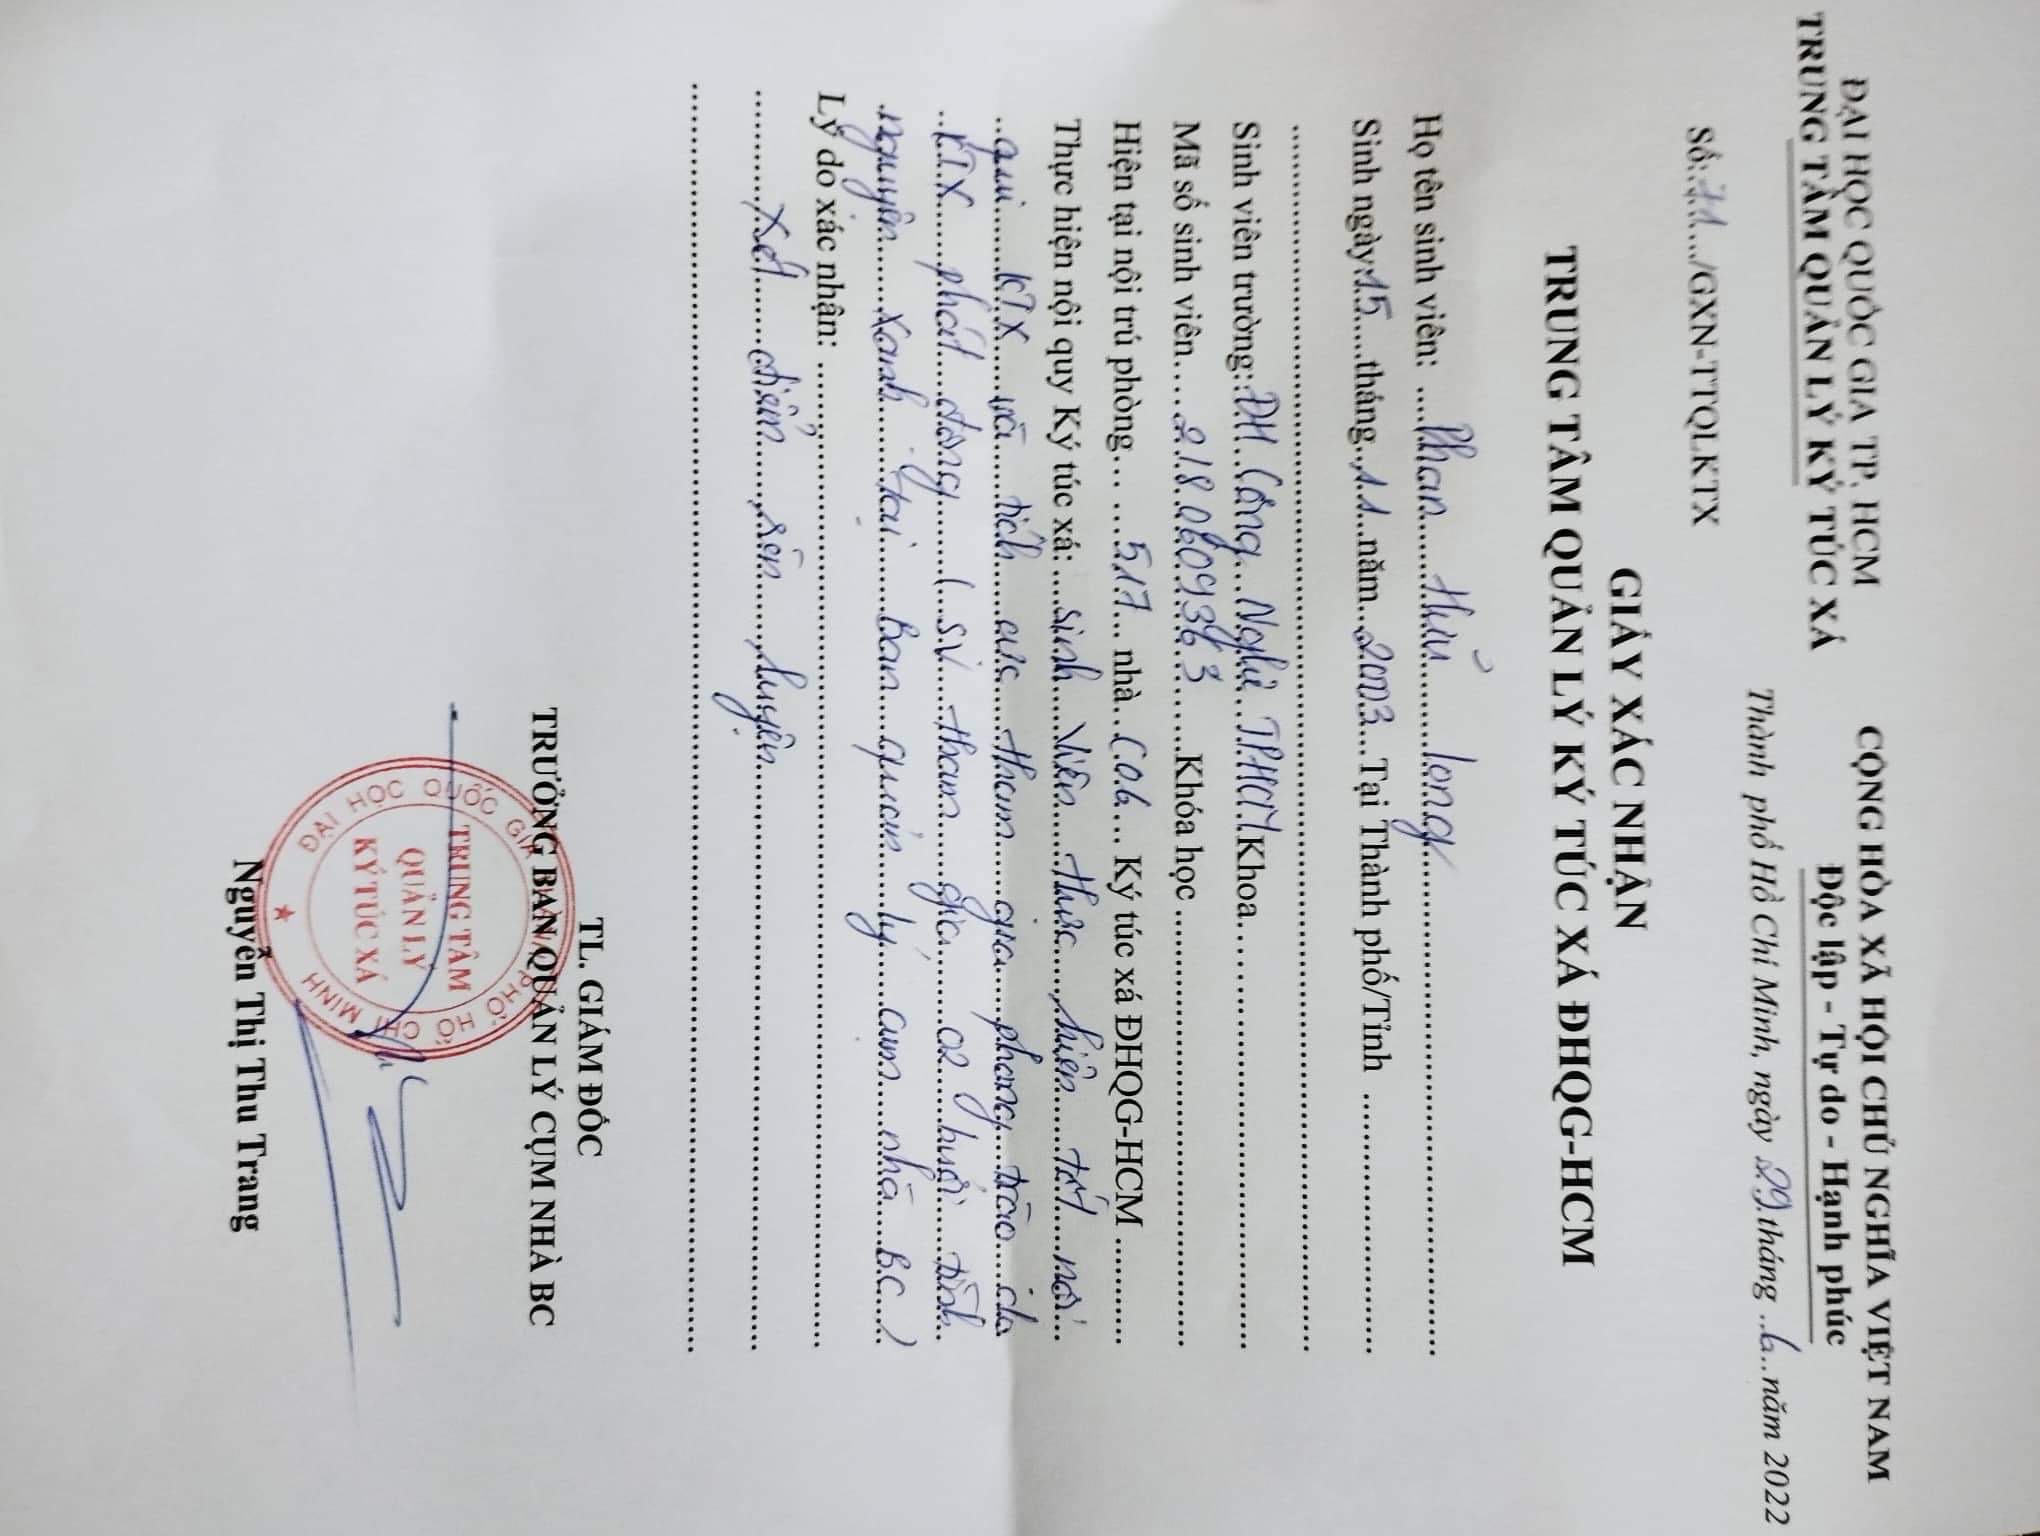 ĐẠI HỌC QUỐC GIA TP. HCM
TRUNG TÂM QUẢN LÝ KÝ TÚC XÁ
CỘNG HÒA XÃ HỘI CHỦ NGHĨA VIỆT NAM
Độc lập - Tự do - Hạnh phúc
Số: 71 /GXN-TTQLKTX
Thành phố Hồ Chí Minh, ngày 29 tháng 6 năm 2022
GIẤY XÁC NHẬN
TRUNG TÂM QUẢN LÝ KÝ TÚC XÁ ĐHQG-HCM
Họ tên sinh viên: Phan Hữu Long
Sinh ngày 15 tháng 11 năm 2003 Tại Thành phố/Tỉnh
Sinh viên trường: ĐH Công Nghệ TPHCM Khoa
Mã số sinh viên 218.0609363 Khóa học
Hiện tại nội trú phòng 517 nhà C06 Ký túc xá ĐHQG-HCM
Thực hiện nội quy Ký túc xá: sinh viên thực hiện tốt nội
qui KTX và tích cực tham gia phong trào do
KTX phát động (SV tham gia 02 buổi tình
nguyện xanh tại Ban quản lý cụm nhà BC)
Lý do xác nhận:
Xét điểm rèn luyện
TL. GIÁM ĐỐC
TRƯỞNG BAN QUẢN LÝ CỤM NHÀ BC
ĐẠI HỌC QUỐC GIA THÀNH PHỐ HỒ CHÍ MINH
TRUNG TÂM
QUẢN LÝ
KÝ TÚC XÁ
Nguyễn Thị Thu Trang